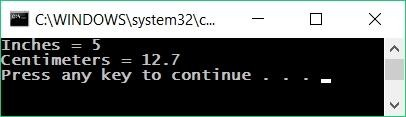 C:\WINDOWS\system32\c...
Inches = 5
Centimeters = 12.7
Press any key to continue . . .